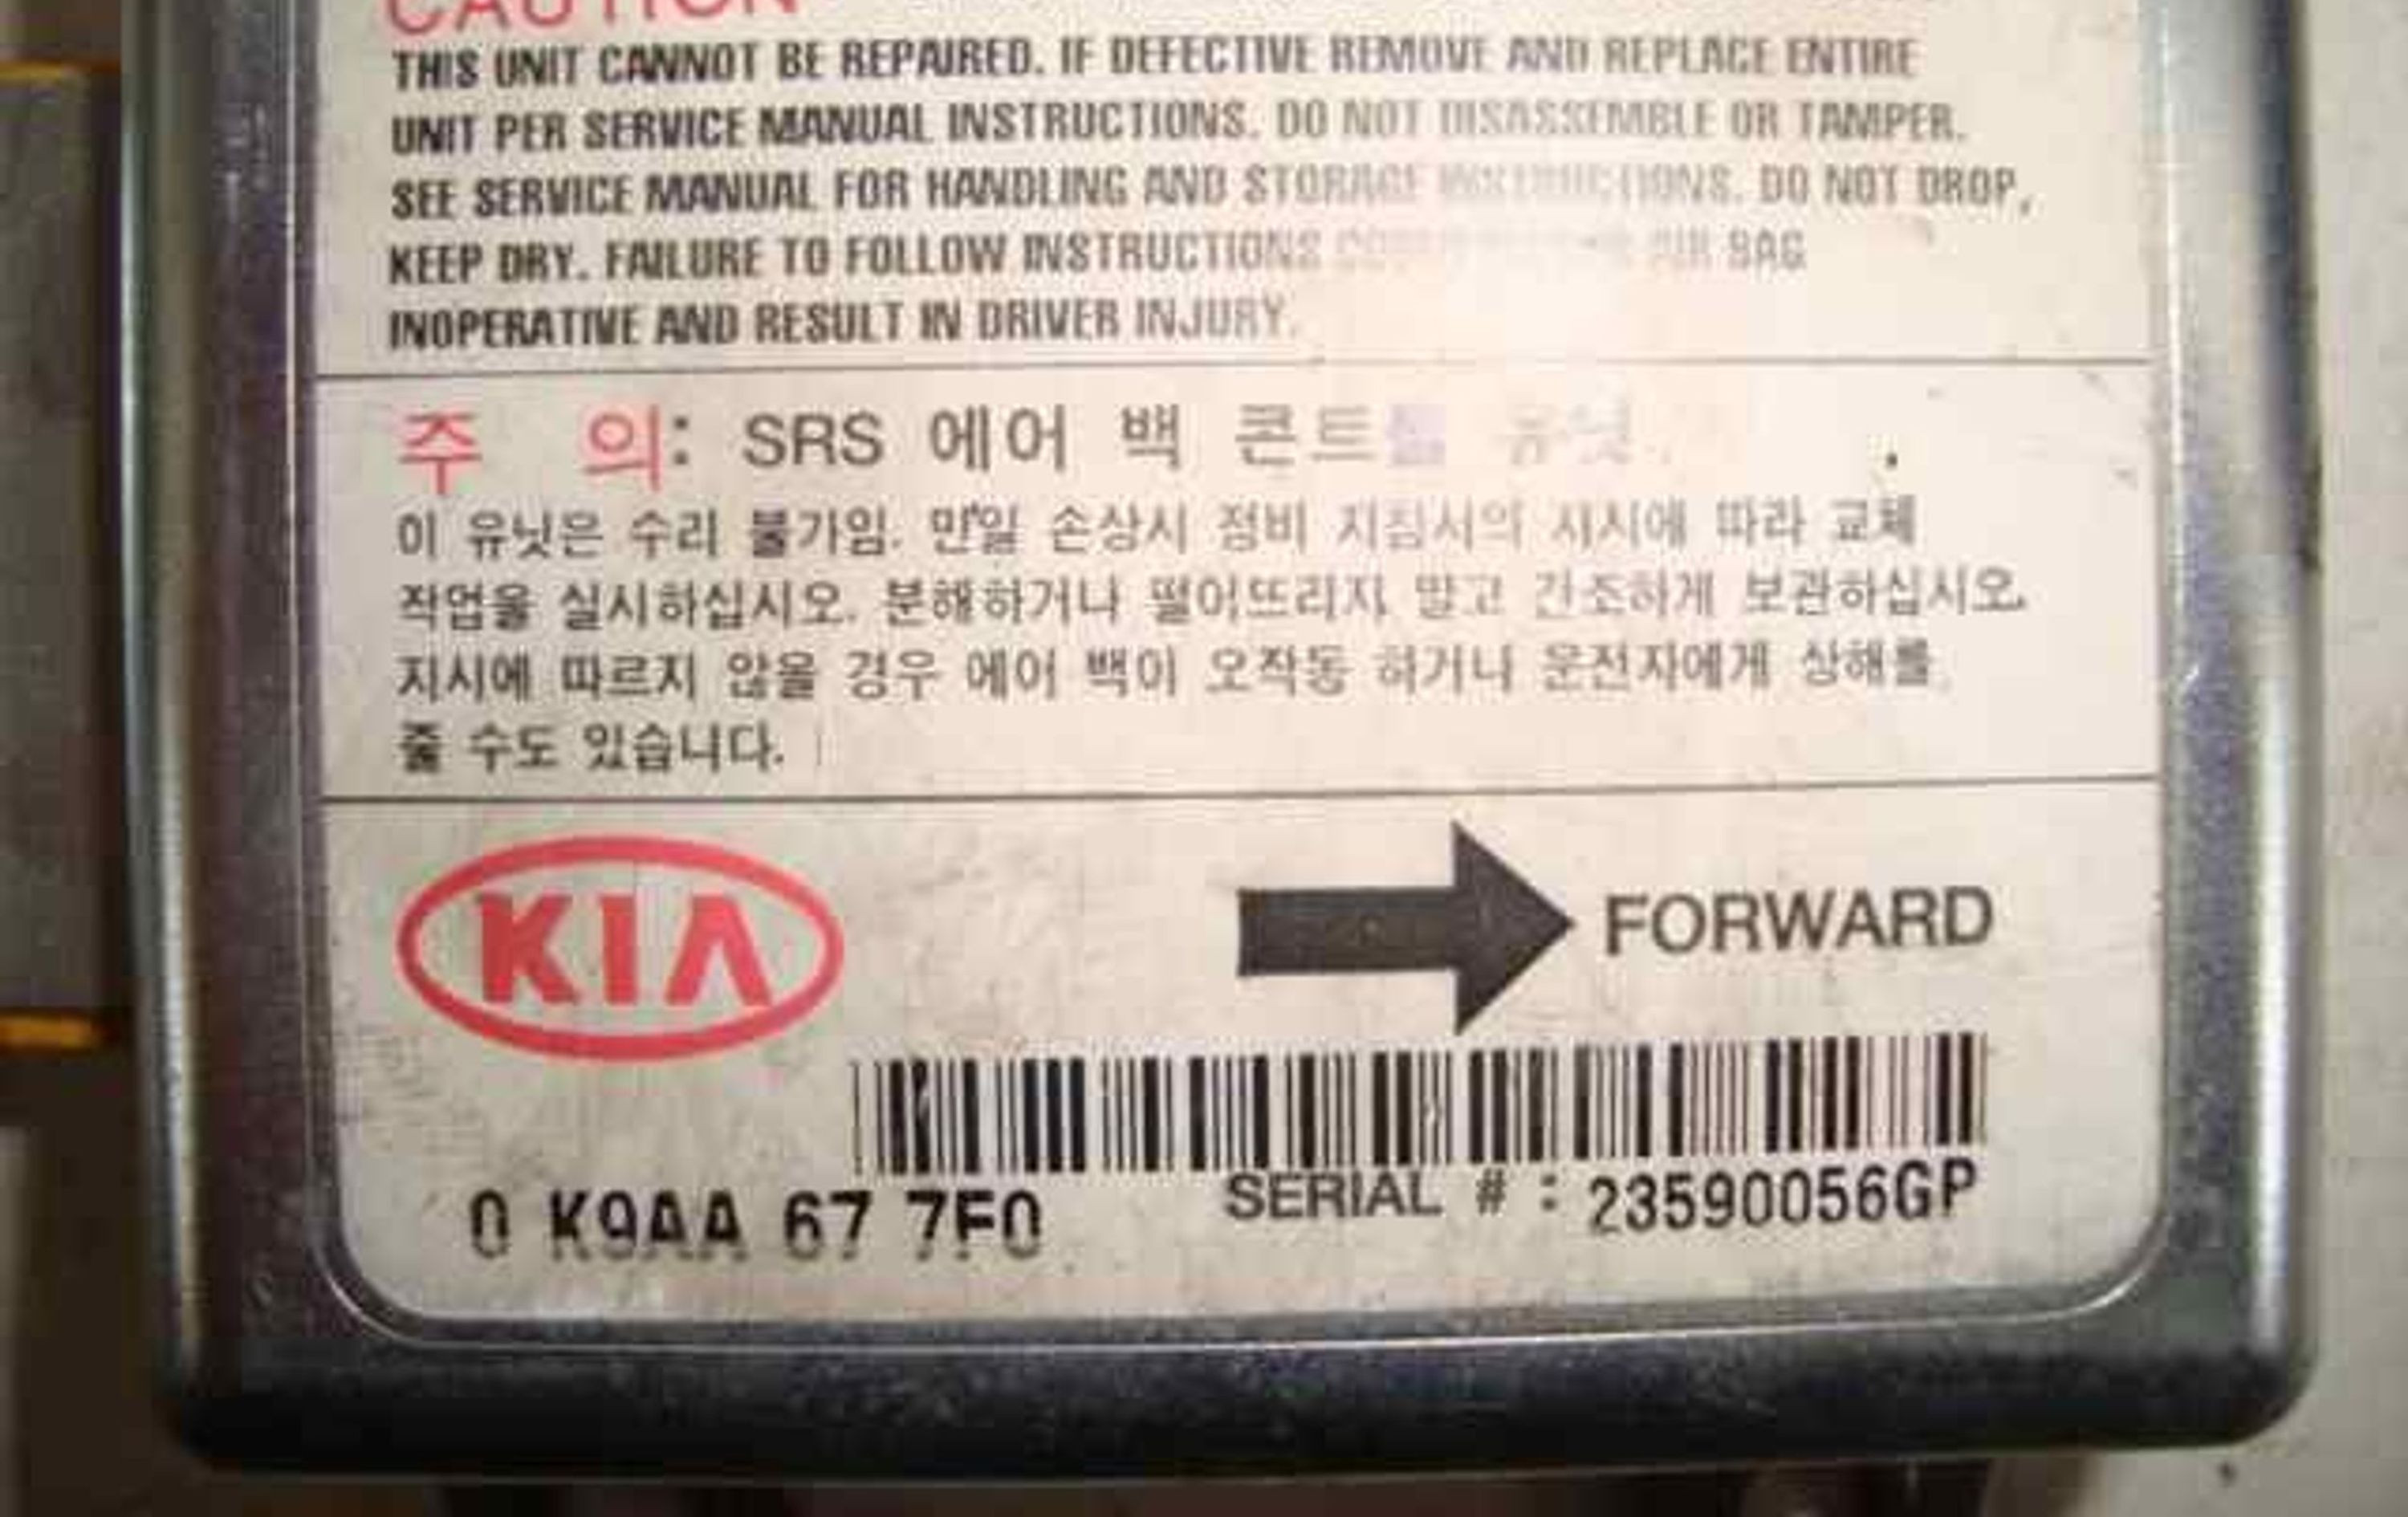 CAUTION
THIS UNIT CANNOT BE REPAIRED. IF DEFECTIVE REMOVE AND REPLACE ENTIRE
UNIT PER SERVICE MANUAL INSTRUCTIONS. DO NOT DISASSEMBLE OR TAMPER.
SEE SERVICE MANUAL FOR HANDLING AND STORAGE INSTRUCTIONS. DO NOT DROP,
KEEP DRY. FAILURE TO FOLLOW INSTRUCTIONS AIR BAG
INOPERATIVE AND RESULT IN DRIVER INJURY.
주 의: SRS 에어 백 콘트롤 유닛
이 유닛은 수리 불가임. 만일 손상시 정비 지침서의 지시에 따라 교체
작업을 실시하십시오. 분해하거나 떨어뜨리지 말고 건조하게 보관하십시오.
지시에 따르지 않을 경우 에어 백이 오작동 하거나 운전자에게 상해를
줄 수도 있습니다.
KIA
FORWARD
0 K9AA 67 7F0
SERIAL # : 23590056GP